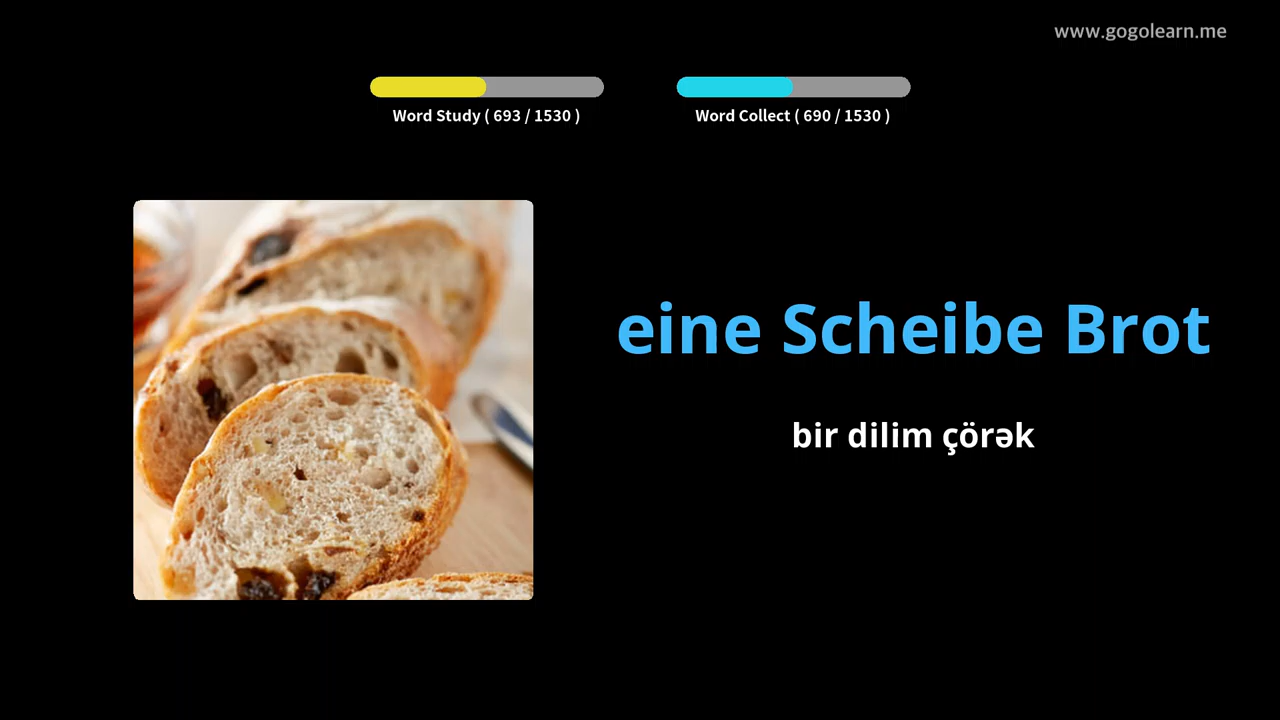 www.gogolearn.me
Word Study ( 693 / 1530 )
Word Collect ( 690 / 1530 )
eine Scheibe Brot
bir dilim çörək